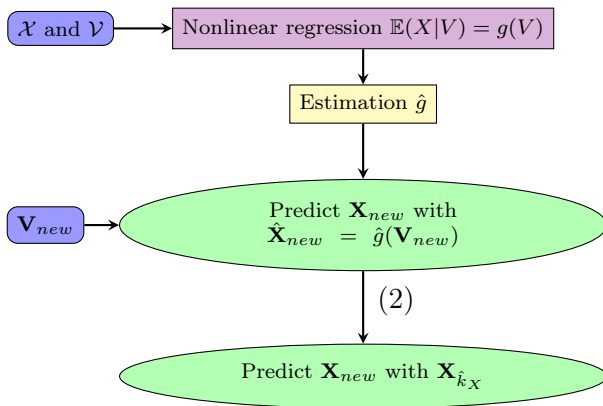 𝒳 and 𝒱
Nonlinear regression 𝔼(X|V) = g(V)
Estimation ĝ
V_new
Predict X_new with
X̂_new = ĝ(V_new)
(2)
Predict X_new with X_{k̂_X}